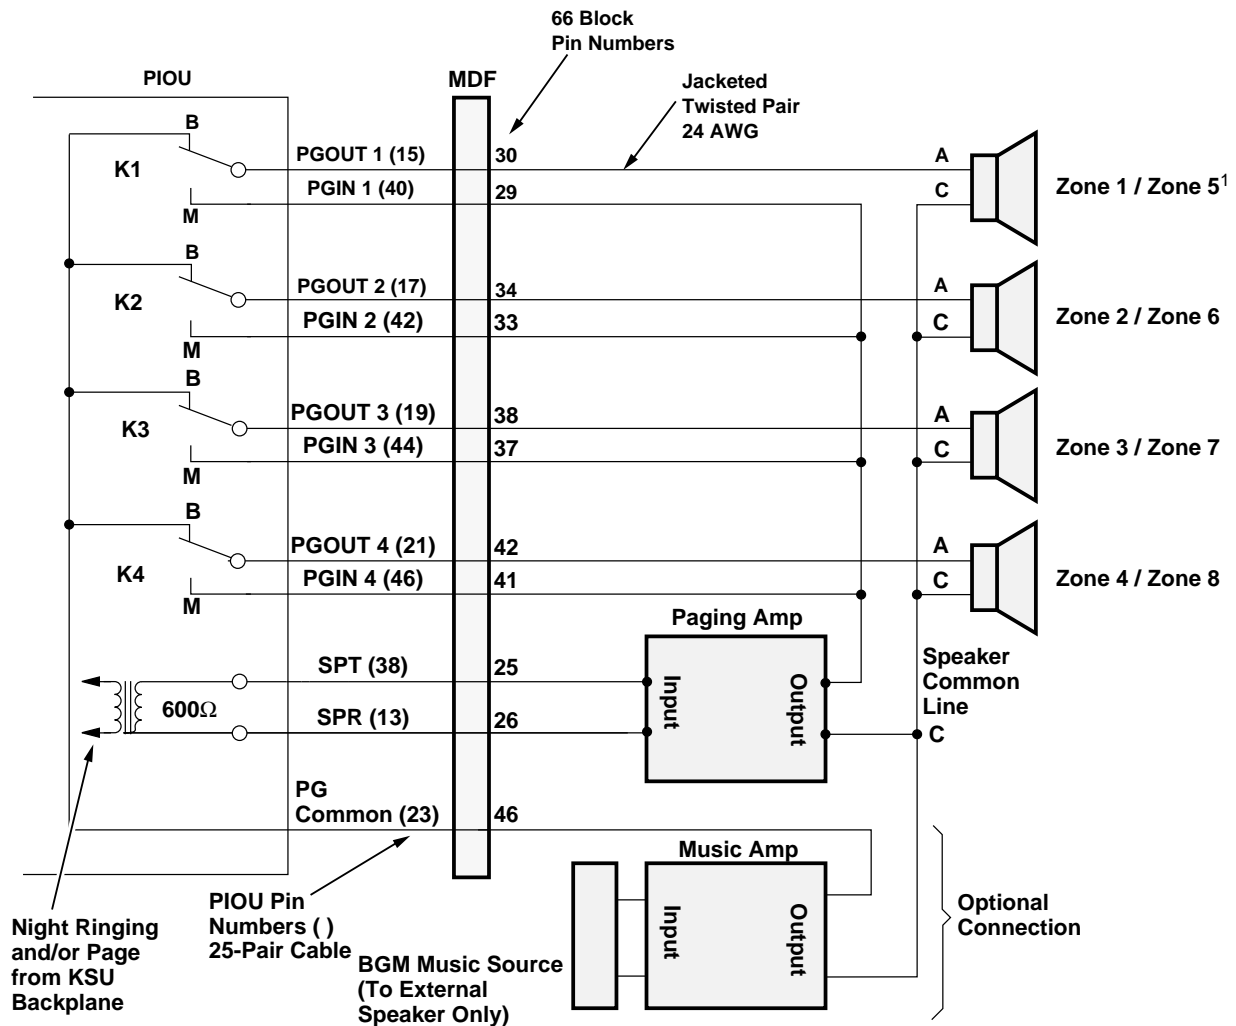 66 Block
Pin Numbers
PIOU
MDF
Jacketed
Twisted Pair
24 AWG
B
K1
M
PGOUT 1 (15)
30
PGIN 1 (40)
29
A
C
Zone 1 / Zone 5¹
B
K2
M
PGOUT 2 (17)
34
PGIN 2 (42)
33
A
C
Zone 2 / Zone 6
B
K3
M
PGOUT 3 (19)
38
PGIN 3 (44)
37
A
C
Zone 3 / Zone 7
B
K4
M
PGOUT 4 (21)
42
PGIN 4 (46)
41
A
C
Zone 4 / Zone 8
Paging Amp
Input
Output
SPT (38)
25
600Ω
SPR (13)
26
Speaker
Common
Line
C
PG
Common (23)
46
Music Amp
Input
Output
Night Ringing
and/or Page
from KSU
Backplane
PIOU Pin
Numbers ( )
25-Pair Cable
BGM Music Source
(To External
Speaker Only)
Optional
Connection